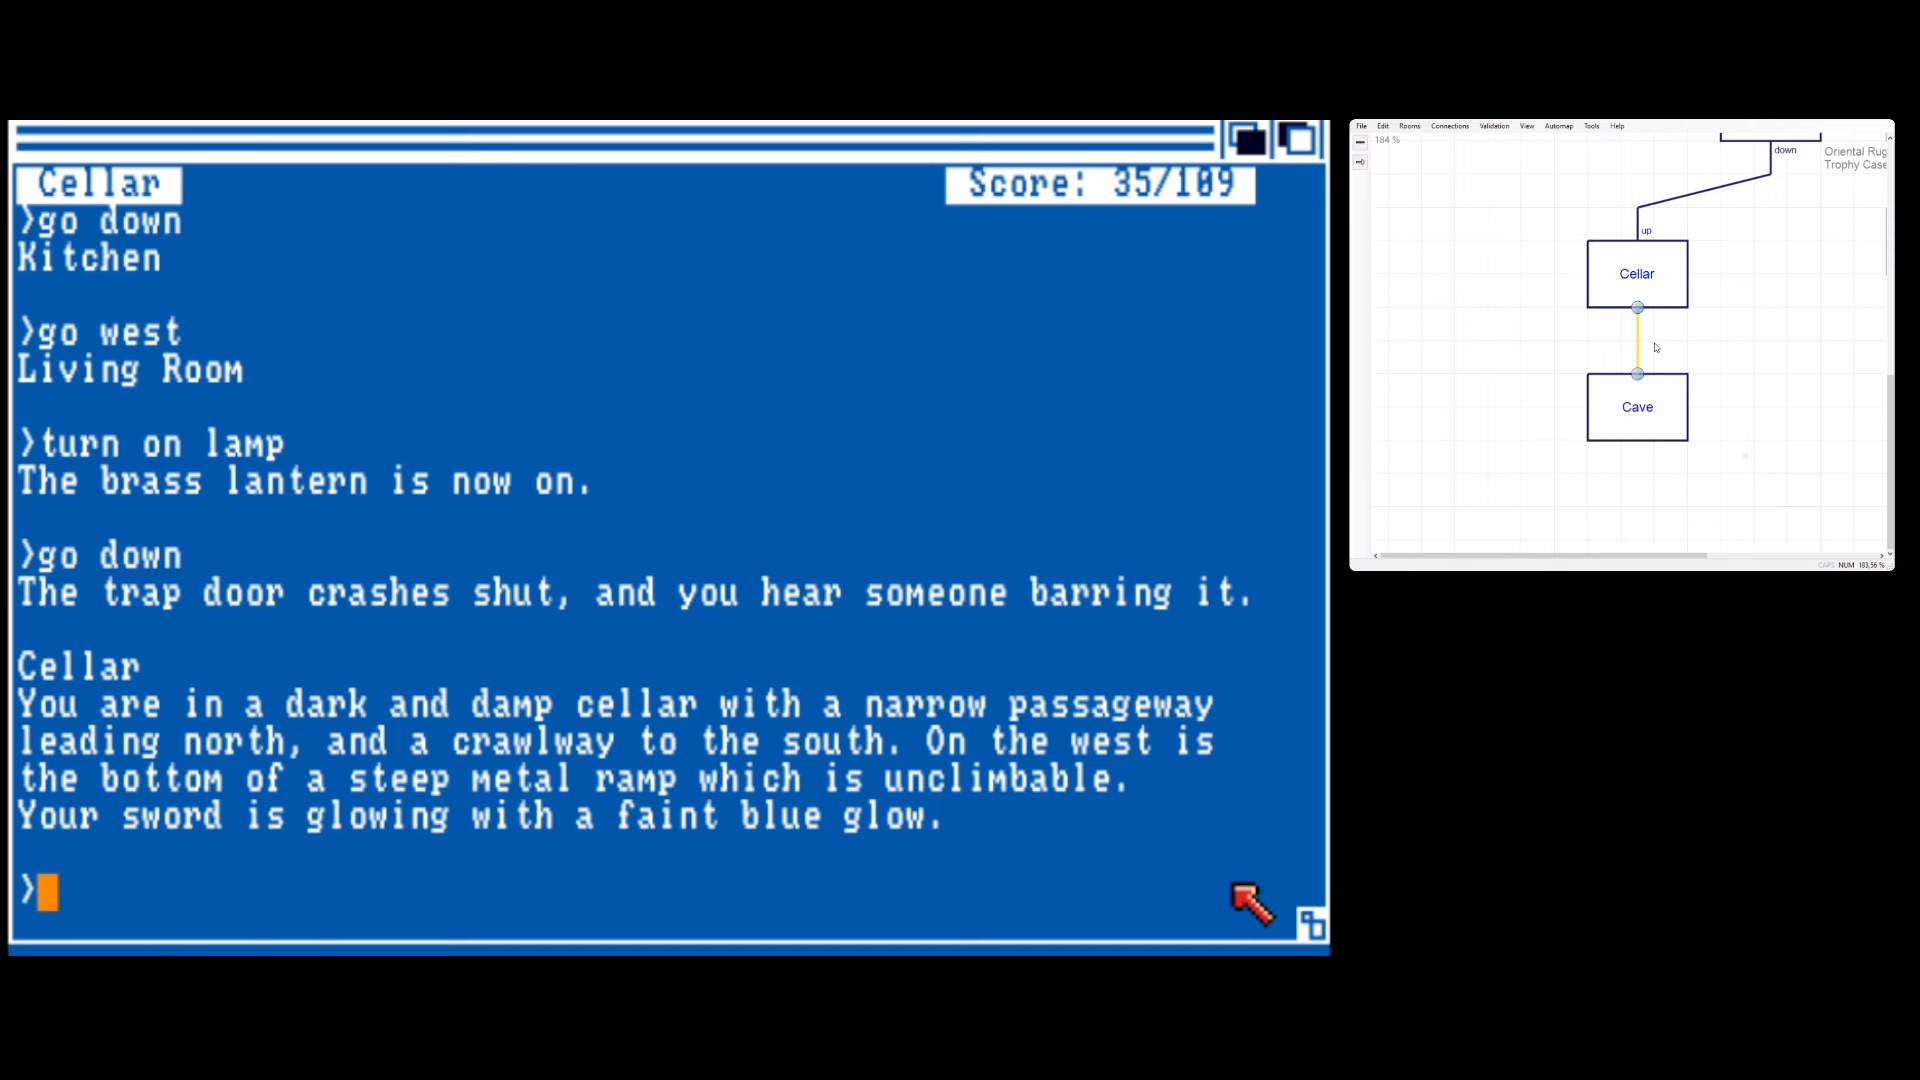 Cellar
Score: 35/109
>go down
Kitchen
>go west
Living Room
>turn on lamp
The brass lantern is now on.
>go down
The trap door crashes shut, and you hear someone barring it.
Cellar
You are in a dark and damp cellar with a narrow passageway
leading north, and a crawlway to the south. On the west is
the bottom of a steep metal ramp which is unclimbable.
Your sword is glowing with a faint blue glow.
>
File Edit Rooms Connections Validation View Automap Tools Help
184 %
down
Oriental Rug
Trophy Case
up
Cellar
Cave
CAPS NUM 183,56 %